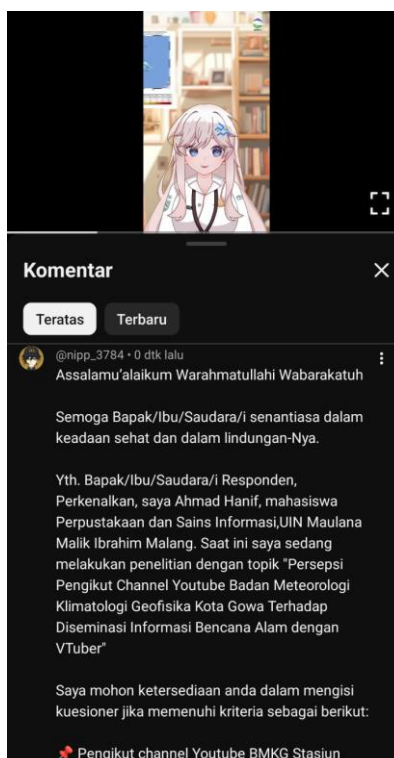 Komentar
Teratas
Terbaru
@nipp_3784 • 0 dtk lalu
Assalamu'alaikum Warahmatullahi Wabarakatuh
Semoga Bapak/Ibu/Saudara/i senantiasa dalam
keadaan sehat dan dalam lindungan-Nya.
Yth. Bapak/Ibu/Saudara/i Responden,
Perkenalkan, saya Ahmad Hanif, mahasiswa
Perpustakaan dan Sains Informasi,UIN Maulana
Malik Ibrahim Malang. Saat ini saya sedang
melakukan penelitian dengan topik "Persepsi
Pengikut Channel Youtube Badan Meteorologi
Klimatologi Geofisika Kota Gowa Terhadap
Diseminasi Informasi Bencana Alam dengan
VTuber"
Saya mohon ketersediaan anda dalam mengisi
kuesioner jika memenuhi kriteria sebagai berikut:
📌 Pengikut channel Youtube BMKG Stasiun